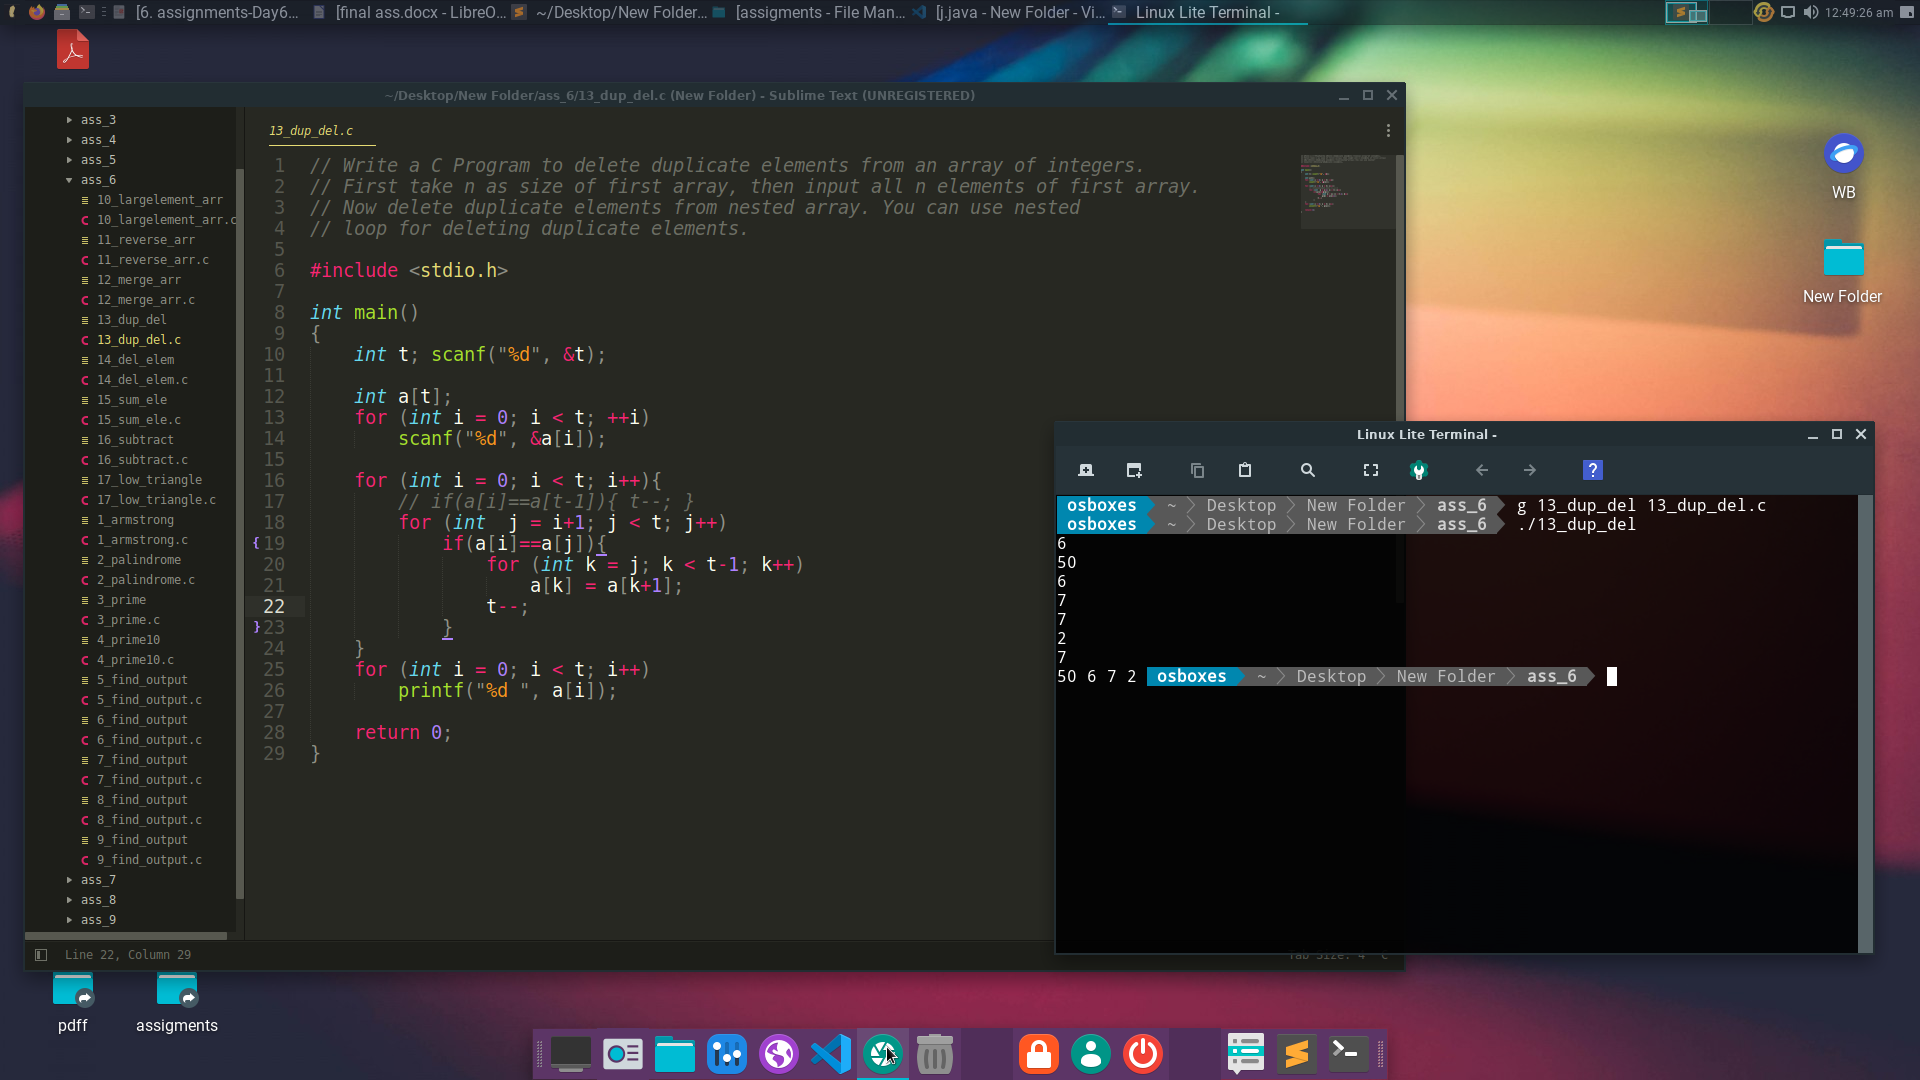 [6. assignments-Day6...
[final ass.docx - LibreO...
~/Desktop/New Folder...
[assigments - File Man...
[j.java - New Folder - Vi...
Linux Lite Terminal -
12:49:26 am
~/Desktop/New Folder/ass_6/13_dup_del.c (New Folder) - Sublime Text (UNREGISTERED)
ass_3
ass_4
ass_5
ass_6
10_largelement_arr
10_largelement_arr.c
11_reverse_arr
11_reverse_arr.c
12_merge_arr
12_merge_arr.c
13_dup_del
13_dup_del.c
14_del_elem
14_del_elem.c
15_sum_ele
15_sum_ele.c
16_subtract
16_subtract.c
17_low_triangle
17_low_triangle.c
1_armstrong
1_armstrong.c
2_palindrome
2_palindrome.c
3_prime
3_prime.c
4_prime10
4_prime10.c
5_find_output
5_find_output.c
6_find_output
6_find_output.c
7_find_output
7_find_output.c
8_find_output
8_find_output.c
9_find_output
9_find_output.c
ass_7
ass_8
ass_9
13_dup_del.c
1 // Write a C Program to delete duplicate elements from an array of integers.
2 // First take n as size of first array, then input all n elements of first array.
3 // Now delete duplicate elements from nested array. You can use nested
4 // loop for deleting duplicate elements.
5
6 #include <stdio.h>
7
8 int main()
9 {
10     int t; scanf("%d", &t);
11
12     int a[t];
13     for (int i = 0; i < t; ++i)
14         scanf("%d", &a[i]);
15
16     for (int i = 0; i < t; i++){
17         // if(a[i]==a[t-1]){ t--; }
18         for (int  j = i+1; j < t; j++)
{ 19             if(a[i]==a[j]){
20                 for (int k = j; k < t-1; k++)
21                     a[k] = a[k+1];
22                 t--;
} 23             }
24     }
25     for (int i = 0; i < t; i++)
26         printf("%d ", a[i]);
27
28     return 0;
29 }
Line 22, Column 29
Tab Size: 4
C
Linux Lite Terminal -
?
osboxes ~ Desktop New Folder ass_6 g 13_dup_del 13_dup_del.c
osboxes ~ Desktop New Folder ass_6 ./13_dup_del
6
50
6
7
7
2
7
50 6 7 2 osboxes ~ Desktop New Folder ass_6
WB
New Folder
pdff
assigments